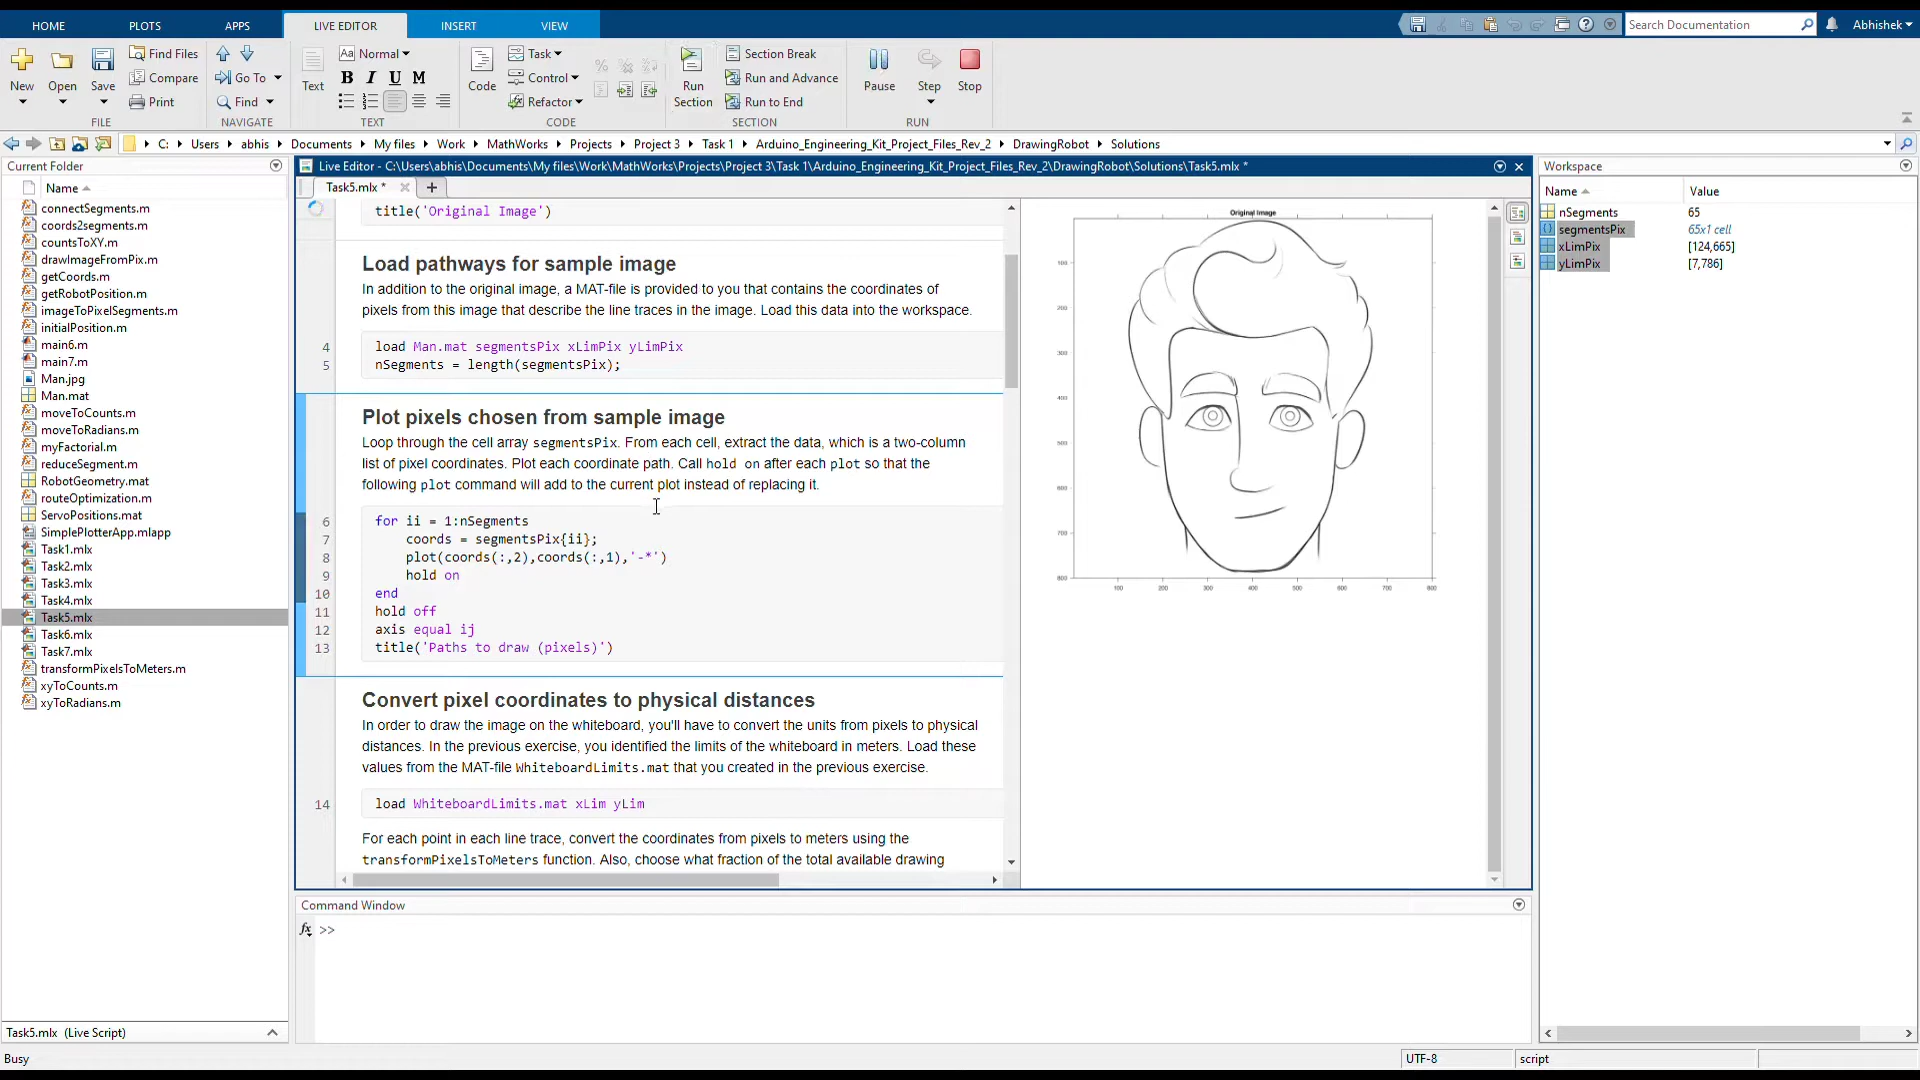 HOME PLOTS APPS LIVE EDITOR INSERT VIEW Search Documentation Abhishek
New Open Save Find Files Compare Print FILE
Go To Find NAVIGATE
Text Normal B I U M TEXT
Code Task Control Refactor CODE
Run Section Section Break Run and Advance Run to End SECTION
Pause Step Stop RUN
C: Users abhis Documents My files Work MathWorks Projects Project 3 Task 1 Arduino_Engineering_Kit_Project_Files_Rev_2 DrawingRobot Solutions
Current Folder
Name
connectSegments.m
coords2segments.m
countsToXY.m
drawImageFromPix.m
getCoords.m
getRobotPosition.m
imageToPixelSegments.m
initialPosition.m
main6.m
main7.m
Man.jpg
Man.mat
moveToCounts.m
moveToRadians.m
myFactorial.m
reduceSegment.m
RobotGeometry.mat
routeOptimization.m
ServoPositions.mat
SimplePlotterApp.mlapp
Task1.mlx
Task2.mlx
Task3.mlx
Task4.mlx
Task5.mlx
Task6.mlx
Task7.mlx
transformPixelsToMeters.m
xyToCounts.m
xyToRadians.m
Task5.mlx (Live Script)
Busy
Live Editor - C:\Users\abhis\Documents\My files\Work\MathWorks\Projects\Project 3\Task 1\Arduino_Engineering_Kit_Project_Files_Rev_2\DrawingRobot\Solutions\Task5.mlx *
Task5.mlx *
title('Original Image')
Load pathways for sample image
In addition to the original image, a MAT-file is provided to you that contains the coordinates of
pixels from this image that describe the line traces in the image. Load this data into the workspace.
4 load Man.mat segmentsPix xLimPix yLimPix
5 nSegments = length(segmentsPix);
Plot pixels chosen from sample image
Loop through the cell array segmentsPix. From each cell, extract the data, which is a two-column
list of pixel coordinates. Plot each coordinate path. Call hold on after each plot so that the
following plot command will add to the current plot instead of replacing it.
6 for ii = 1:nSegments
7 coords = segmentsPix{ii};
8 plot(coords(:,2),coords(:,1),'-*')
9 hold on
10 end
11 hold off
12 axis equal ij
13 title('Paths to draw (pixels)')
Convert pixel coordinates to physical distances
In order to draw the image on the whiteboard, you'll have to convert the units from pixels to physical
distances. In the previous exercise, you identified the limits of the whiteboard in meters. Load these
values from the MAT-file WhiteboardLimits.mat that you created in the previous exercise.
14 load WhiteboardLimits.mat xLim yLim
For each point in each line trace, convert the coordinates from pixels to meters using the
transformPixelsToMeters function. Also, choose what fraction of the total available drawing
Original Image
100
200
300
400
500
600
700
800
100 200 300 400 500 600 700 800
Command Window
fx >>
Workspace
Name Value
nSegments 65
segmentsPix 65x1 cell
xLimPix [124,665]
yLimPix [7,786]
UTF-8 script